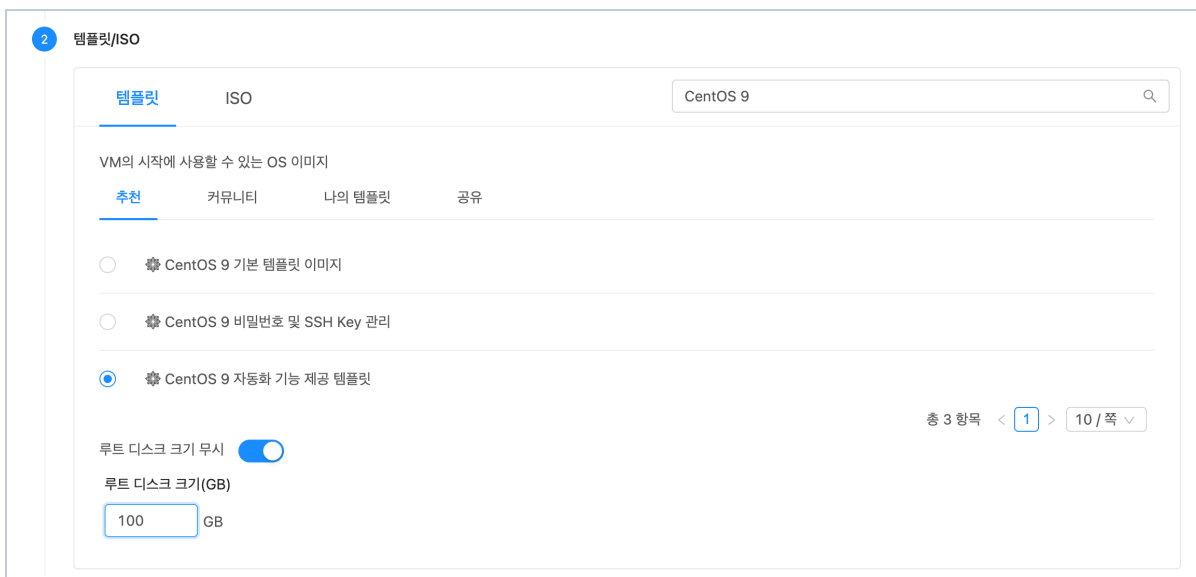 2 템플릿/ISO
템플릿 ISO CentOS 9
VM의 시작에 사용할 수 있는 OS 이미지
추천 커뮤니티 나의 템플릿 공유
CentOS 9 기본 템플릿 이미지
CentOS 9 비밀번호 및 SSH Key 관리
CentOS 9 자동화 기능 제공 템플릿
총 3 항목 < 1 > 10 / 쪽
루트 디스크 크기 무시
루트 디스크 크기(GB)
100 GB